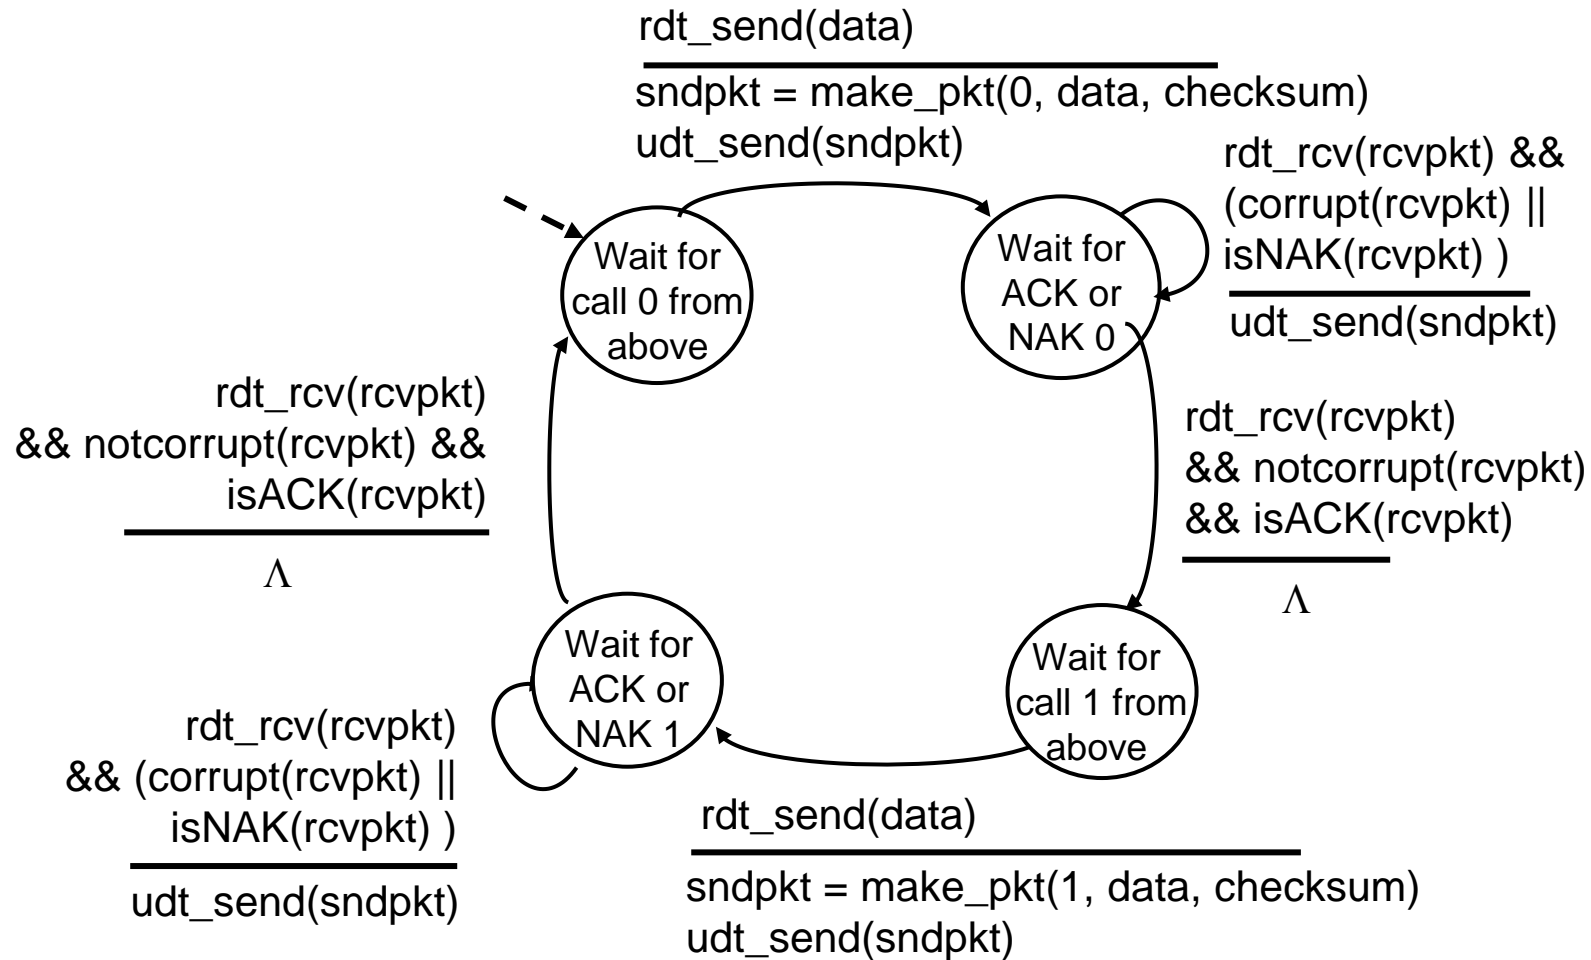 rdt_send(data)
sndpkt = make_pkt(0, data, checksum)
udt_send(sndpkt)
rdt_rcv(rcvpkt) &&
(corrupt(rcvpkt) ||
isNAK(rcvpkt) )
udt_send(sndpkt)
Wait for
call 0 from
above
Wait for
ACK or
NAK 0
rdt_rcv(rcvpkt)
&& notcorrupt(rcvpkt) &&
isACK(rcvpkt)
Λ
rdt_rcv(rcvpkt)
&& notcorrupt(rcvpkt)
&& isACK(rcvpkt)
Λ
Wait for
ACK or
NAK 1
Wait for
call 1 from
above
rdt_rcv(rcvpkt)
&& (corrupt(rcvpkt) ||
isNAK(rcvpkt) )
udt_send(sndpkt)
rdt_send(data)
sndpkt = make_pkt(1, data, checksum)
udt_send(sndpkt)